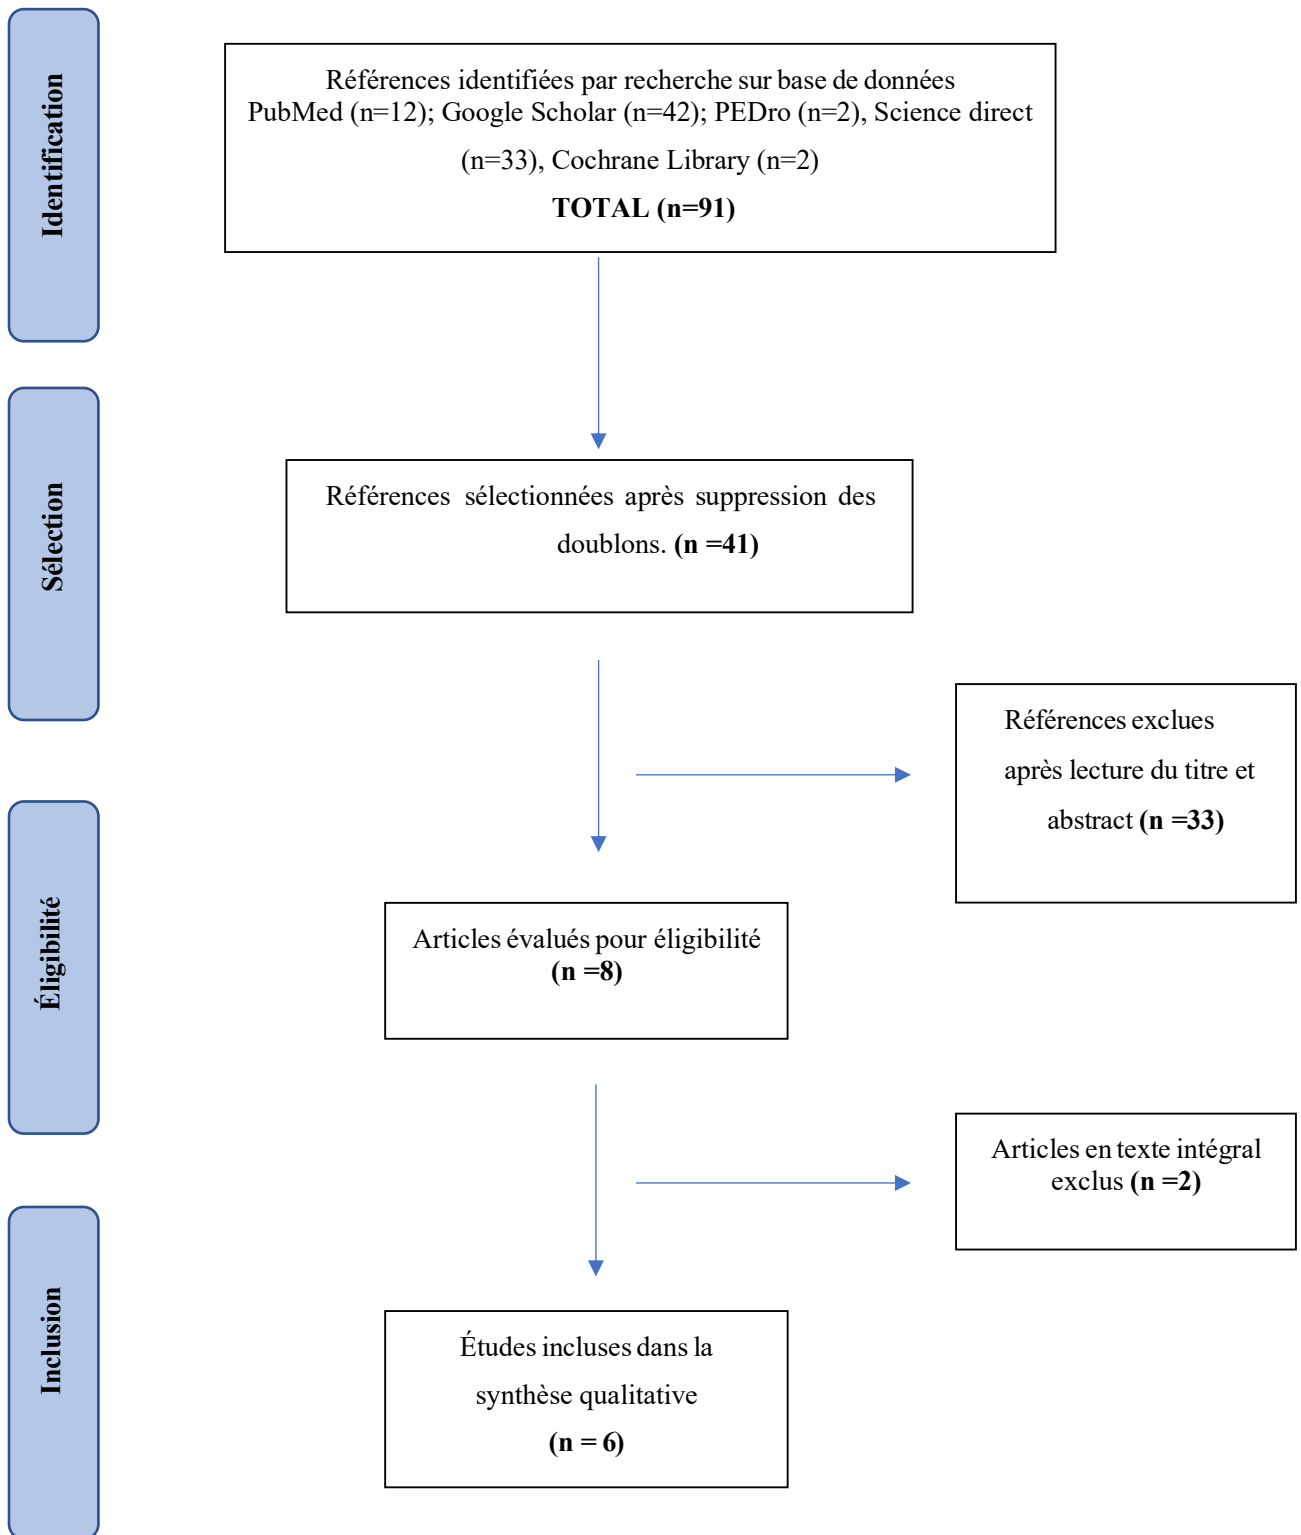 Identification
Références identifiées par recherche sur base de données
PubMed (n=12); Google Scholar (n=42); PEDro (n=2), Science direct
(n=33), Cochrane Library (n=2)
TOTAL (n=91)
Sélection
Références sélectionnées après suppression des
doublons. (n =41)
Références exclues
après lecture du titre et
abstract (n =33)
Éligibilité
Articles évalués pour éligibilité
(n =8)
Articles en texte intégral
exclus (n =2)
Inclusion
Études incluses dans la
synthèse qualitative
(n = 6)